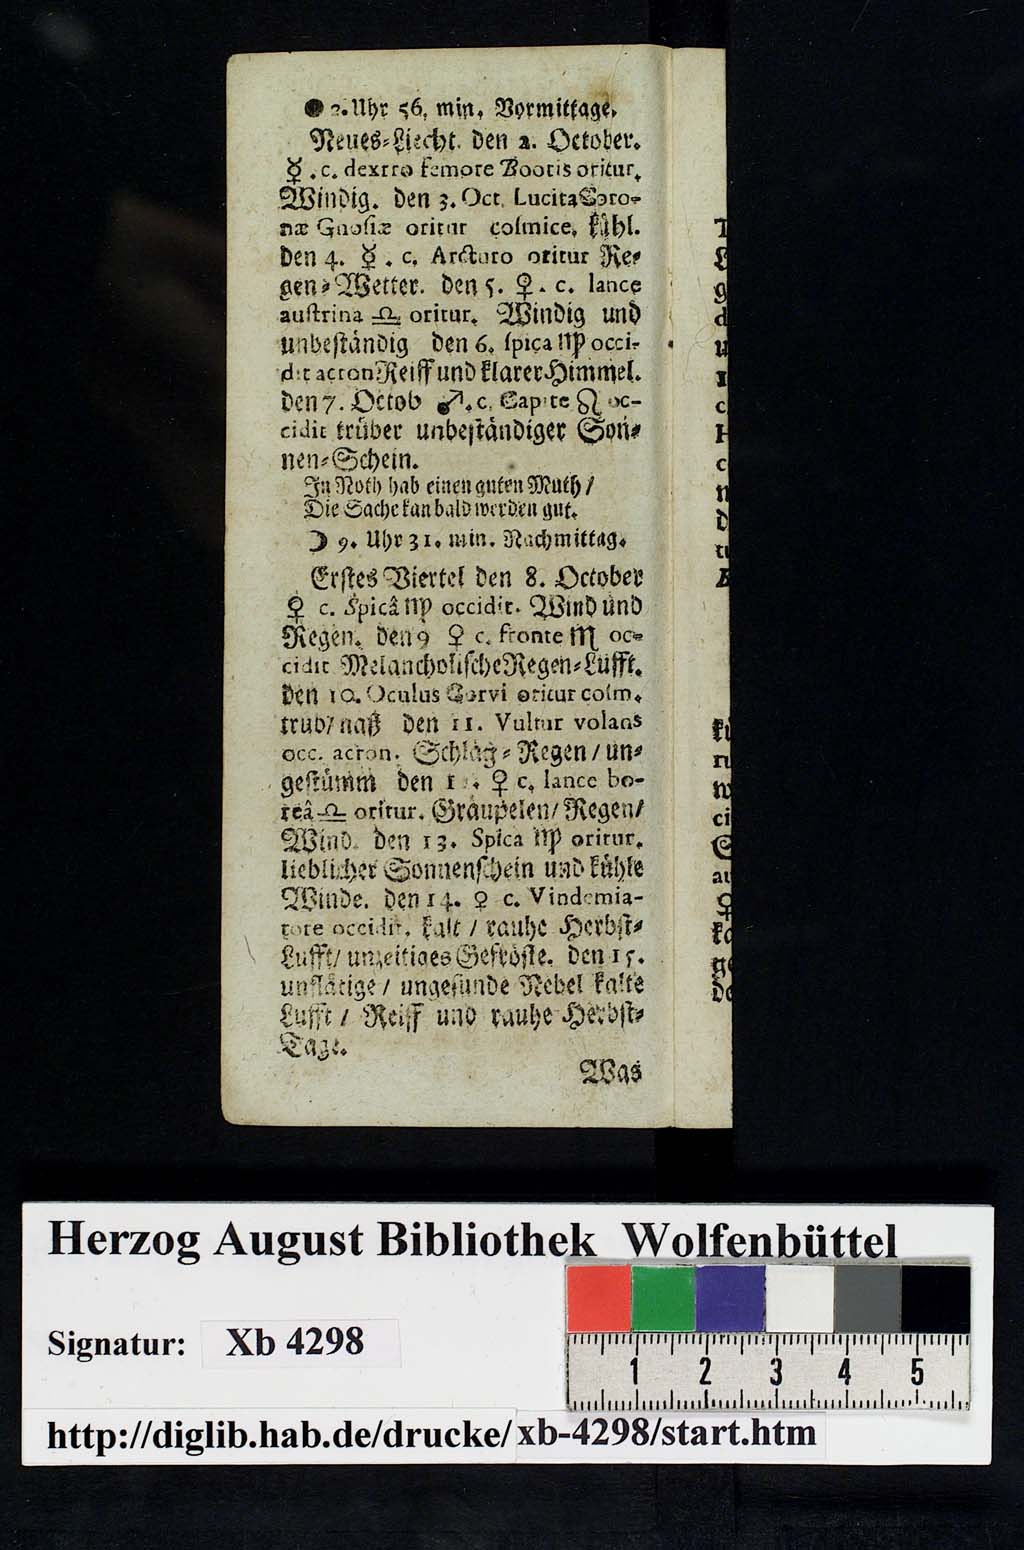 ● 2. Uhr 56. min. Vormittage.
Neues-Liecht. den 2. October.
☿ . c. dextro femore Bootis oritur.
Windig. den 3. Oct. Lucita Coro-
næ Gnosiæ oritur cosmice. kühl.
den 4. ☿ . c. Arcturo oritur Re-
gen-Wetter. den 5. ♀ . c. lance
austrina ♎ oritur. Windig und
unbeständig den 6. spica ♍ occi-
dit acron Reiff und klarer Himmel.
den 7. Octob ♂. c. Capite ♌ oc-
cidit trüber unbeständiger Son-
nen-Schein.
In Noth hab einen guten Muth /
Die Sache kan bald werden gut.
☽ 9. Uhr 31. min. Nachmittag.
Erstes Viertel den 8. October
♀ c. Spicâ ♍ occidit. Wind und
Regen. den 9 ♀ c. fronte ♏ oc-
cidit Melancholische Regen-Lufft.
den 10. Oculus Corvi oritur cosm.
trub/ naß den 11. Vultur volans
occ. acron. Schlag-Regen / un-
gestümm den ♀ c. lance bo-
reâ ♎ oritur. Gräupelen/ Regen/
Wind. den 13. Spica ♍ oritur.
lieblicher Sonnenschein und kühle
Winde. den 14. ♀ c. Vindemia-
tore occidit. kalt / rauhe Herbst-
Lufft/ unzeitiges Gefröste. den 15.
unflätige / ungesunde Nebel kalte
Lufft / Reiff und rauhe Herbst-
Tage.
Was
Herzog August Bibliothek Wolfenbüttel
Signatur: Xb 4298
1 2 3 4 5
http://diglib.hab.de/drucke/xb-4298/start.htm